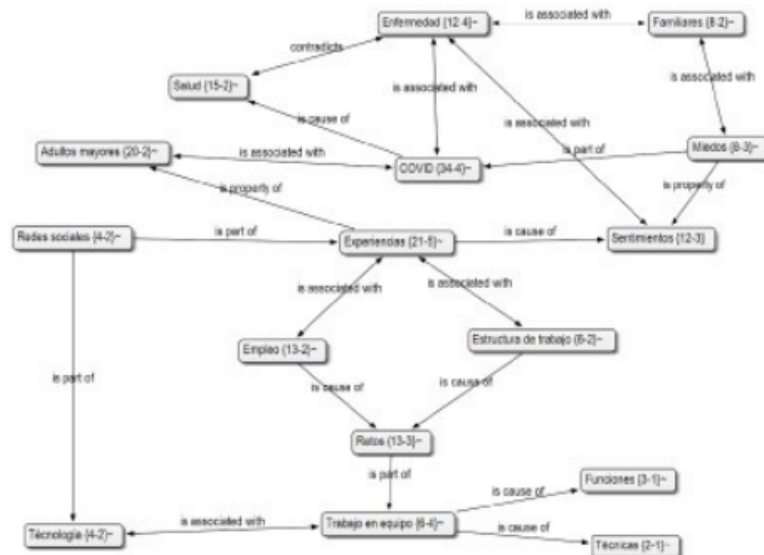 Enfermedad {12-4}~
is associated with
Familiares {8-2}~
contradicts
Salud {15-2}~
is associated with
is associated with
is cause of
is associated with
Adultos mayores {20-2}~
is associated with
COVID {34-4}~
is part of
Miedos {8-3}~
is property of
is property of
Redes sociales {4-2}~
is part of
Experiencias {21-5}~
is cause of
Sentimientos {12-3}
is associated with
is associated with
Empleo {13-2}~
Estructura de trabajo {6-2}~
is part of
is cause of
is cause of
Retos {13-3}~
is part of
Funciones {3-1}~
is cause of
Técnología {4-2}~
is associated with
Trabajo en equipo {6-4}~
is cause of
Técnicas {2-1}~